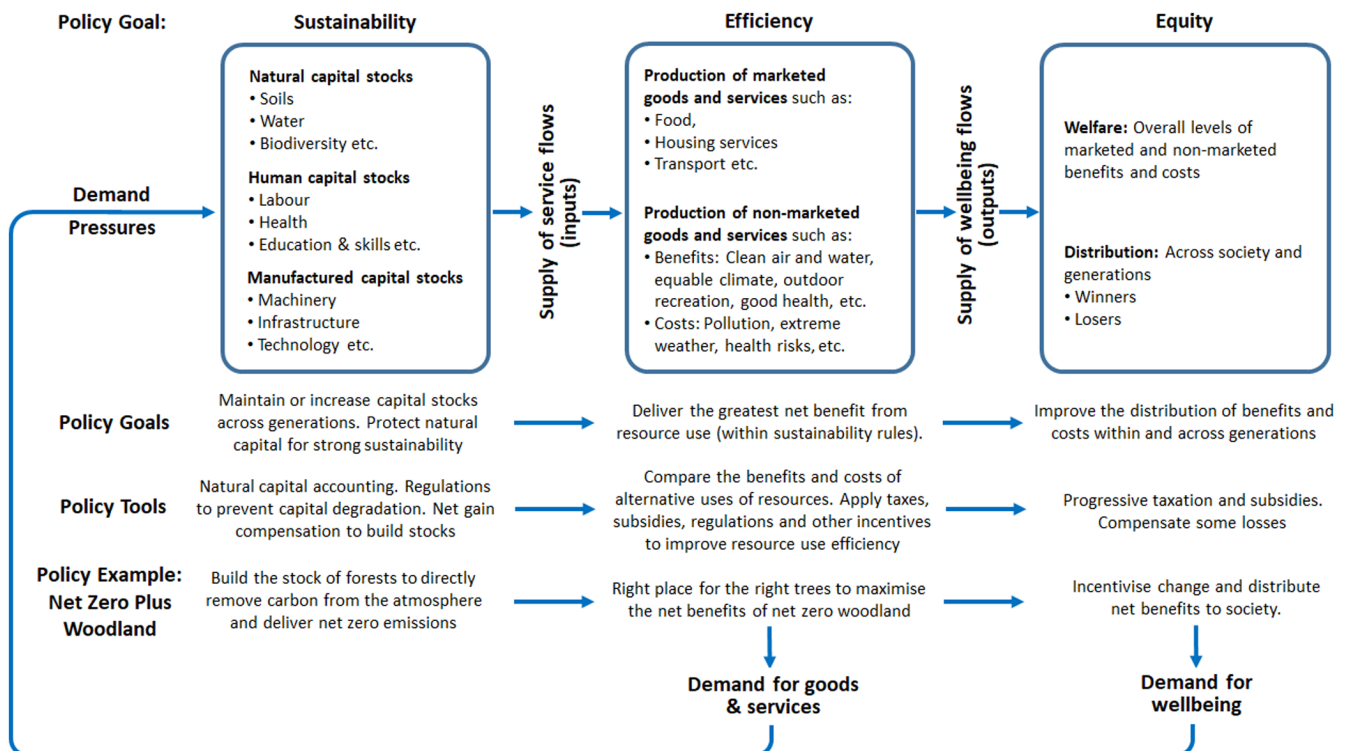 Policy Goal:
Sustainability
Efficiency
Equity
Demand
Pressures
Natural capital stocks
• Soils
• Water
• Biodiversity etc.
Human capital stocks
• Labour
• Health
• Education & skills etc.
Manufactured capital stocks
• Machinery
• Infrastructure
• Technology etc.
Supply of service flows
(inputs)
Production of marketed
goods and services such as:
• Food,
• Housing services
• Transport etc.
Production of non-marketed
goods and services such as:
• Benefits: Clean air and water,
equable climate, outdoor
recreation, good health, etc.
• Costs: Pollution, extreme
weather, health risks, etc.
Supply of wellbeing flows
(outputs)
Welfare: Overall levels of
marketed and non-marketed
benefits and costs
Distribution: Across society and
generations
• Winners
• Losers
Policy Goals
Maintain or increase capital stocks
across generations. Protect natural
capital for strong sustainability
Deliver the greatest net benefit from
resource use (within sustainability rules).
Improve the distribution of benefits and
costs within and across generations
Policy Tools
Natural capital accounting. Regulations
to prevent capital degradation. Net gain
compensation to build stocks
Compare the benefits and costs of
alternative uses of resources. Apply taxes,
subsidies, regulations and other incentives
to improve resource use efficiency
Progressive taxation and subsidies.
Compensate some losses
Policy Example:
Net Zero Plus
Woodland
Build the stock of forests to directly
remove carbon from the atmosphere
and deliver net zero emissions
Right place for the right trees to maximise
the net benefits of net zero woodland
Incentivise change and distribute
net benefits to society.
Demand for goods
& services
Demand for
wellbeing